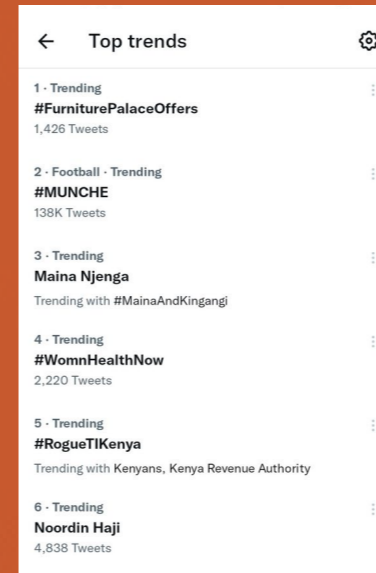 Top trends
1 · Trending
#FurniturePalaceOffers
1,426 Tweets
2 · Football · Trending
#MUNCHE
138K Tweets
3 · Trending
Maina Njenga
Trending with #MainaAndKingangi
4 · Trending
#WomnHealthNow
2,220 Tweets
5 · Trending
#RogueTIKenya
Trending with Kenyans, Kenya Revenue Authority
6 · Trending
Noordin Haji
4,838 Tweets